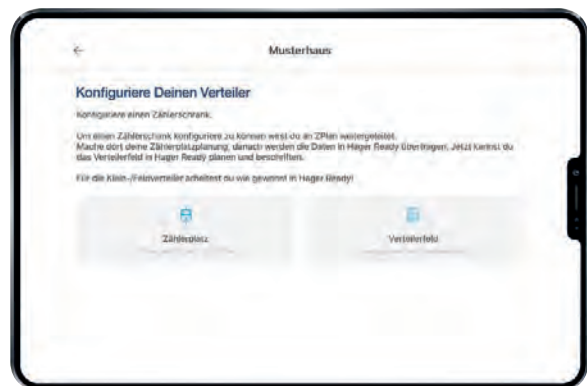 Musterhaus
Konfiguriere Deinen Verteiler
Konfiguriere einen Zählerschrank.
Um einen Zählerschrank konfiguriere zu können wirst du an ZPlan weitergeleitet.
Mache dort deine Zählerplatzplanung, danach werden die Daten in Hager Ready übertragen. Jetzt kannst du
das Verteilerfeld in Hager Ready planen und beschriften.
Für die Klein-/Feldverteiler arbeitest du wie gewohnt in Hager Ready!
Zählerplatz
Verteilerfeld